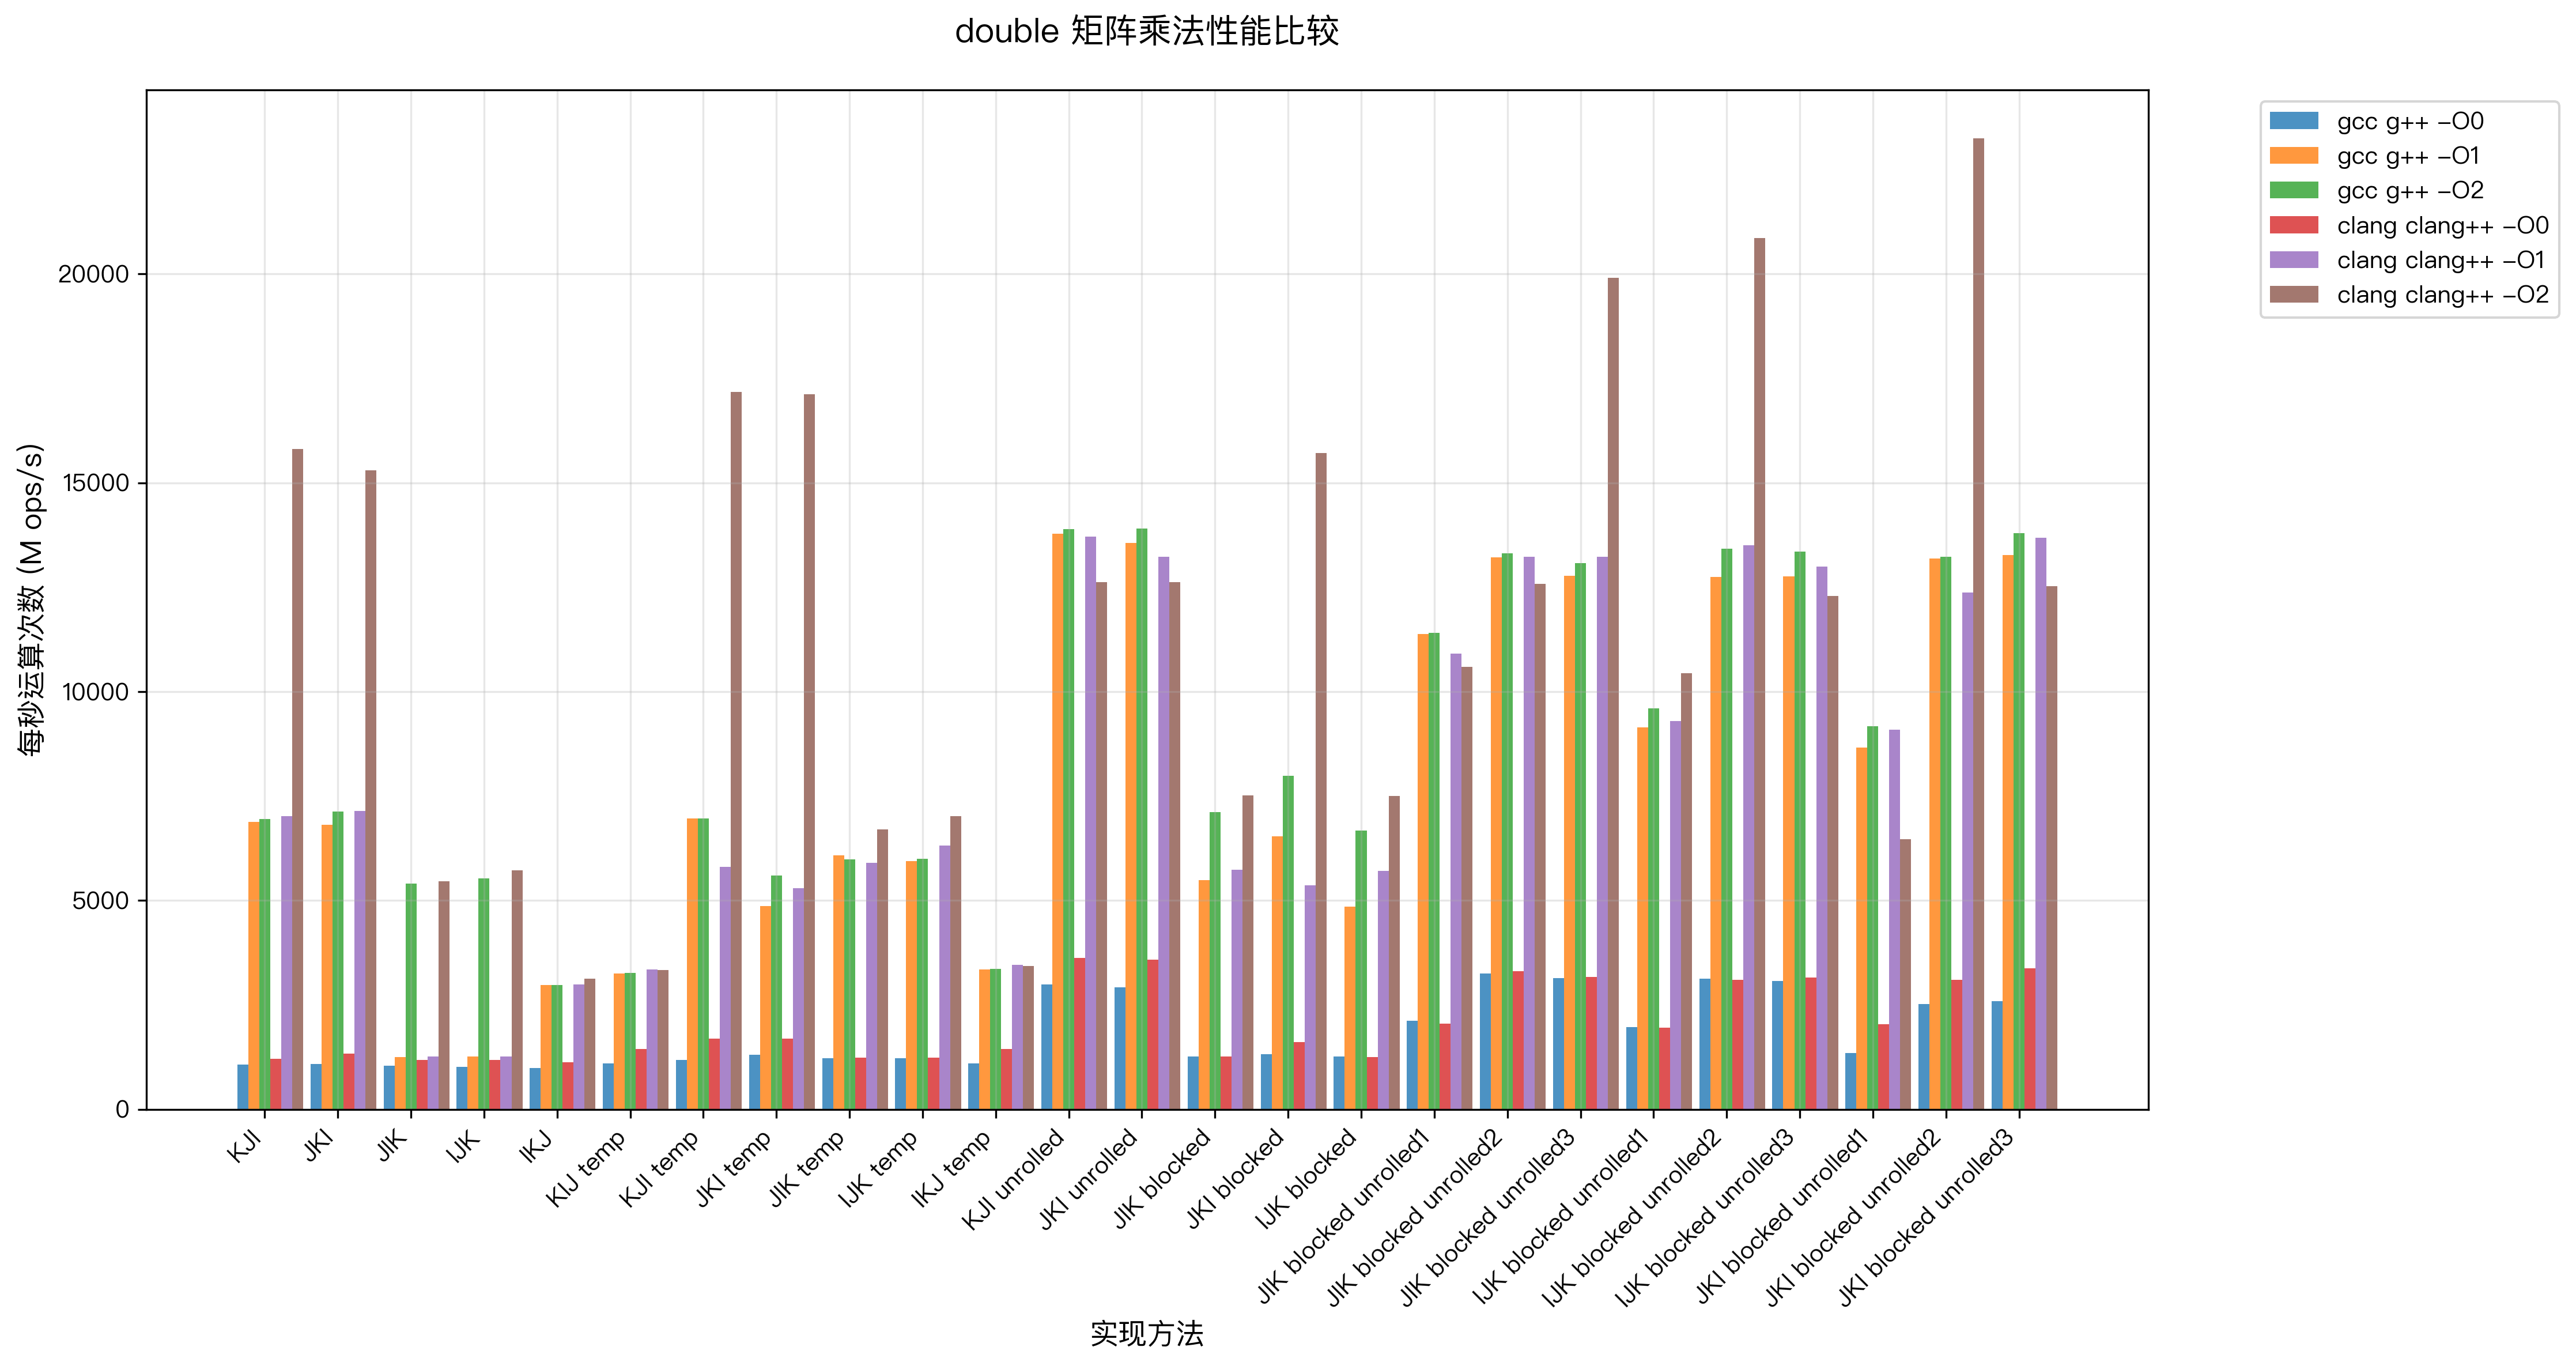 double 矩阵乘法性能比较
gcc g++ -O0
gcc g++ -O1
gcc g++ -O2
clang clang++ -O0
clang clang++ -O1
clang clang++ -O2
每秒运算次数 (M ops/s)
20000
15000
10000
5000
0
KJI
JKI
JIK
IJK
IKJ
KIJ temp
KJI temp
JKI temp
JIK temp
IJK temp
IKJ temp
KJI unrolled
JKI unrolled
JIK blocked
JKI blocked
IJK blocked
JIK blocked unrolled1
JIK blocked unrolled2
JIK blocked unrolled3
IJK blocked unrolled1
IJK blocked unrolled2
IJK blocked unrolled3
JKI blocked unrolled1
JKI blocked unrolled2
JKI blocked unrolled3
实现方法